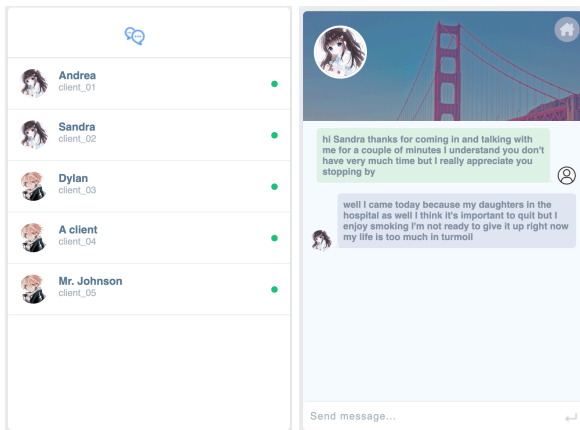 Andrea
client_01
Sandra
client_02
Dylan
client_03
A client
client_04
Mr. Johnson
client_05
hi Sandra thanks for coming in and talking with
me for a couple of minutes I understand you don't
have very much time but I really appreciate you
stopping by
well I came today because my daughters in the
hospital as well I think it's important to quit but I
enjoy smoking I'm not ready to give it up right now
my life is too much in turmoil
Send message...